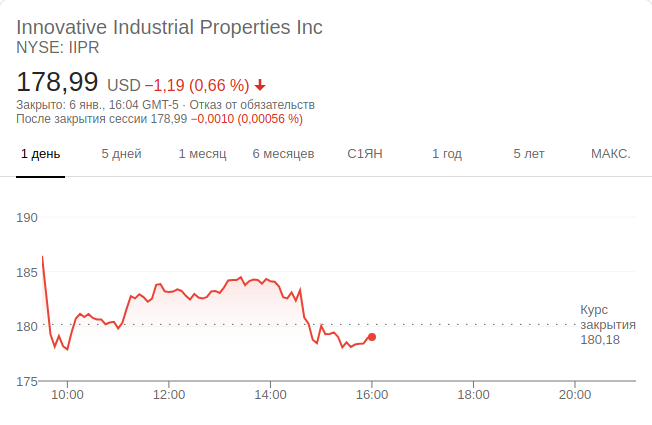 Innovative Industrial Properties Inc
NYSE: IIPR
178,99 USD −1,19 (0,66 %)
Закрыто: 6 янв., 16:04 GMT-5 · Отказ от обязательств
После закрытия сессии 178,99 −0,0010 (0,00056 %)
1 день 5 дней 1 месяц 6 месяцев С1ЯН 1 год 5 лет МАКС.
190
185
180
175
Курс
закрытия
180,18
10:00 12:00 14:00 16:00 18:00 20:00